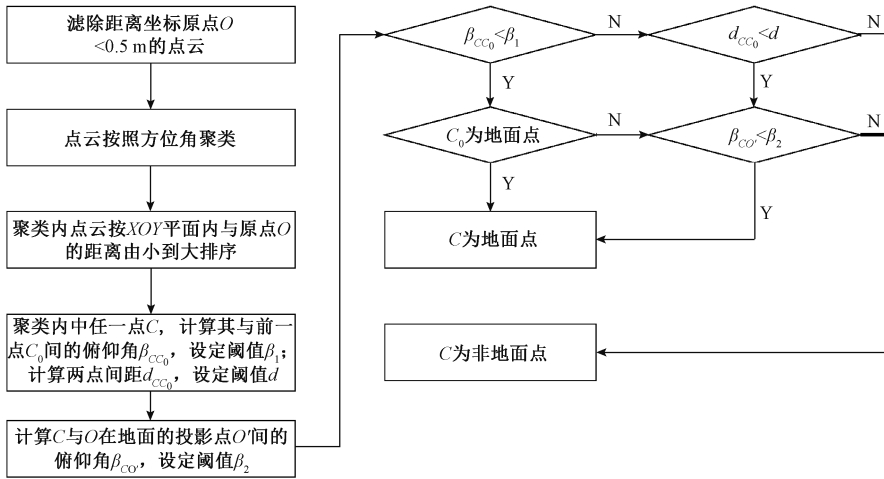 滤除距离坐标原点O
<0.5 m的点云
点云按照方位角聚类
聚类内点云按XOY平面内与原点O
的距离由小到大排序
聚类内中任一点C，计算其与前一
点C₀间的俯仰角β_CC₀，设定阈值β₁；
计算两点间距d_CC₀，设定阈值d
计算C与O在地面的投影点O′间的
俯仰角β_CO′，设定阈值β₂
β_CC₀<β₁
N
d_CC₀<d
N
Y
Y
C₀为地面点
N
β_CO′<β₂
N
Y
Y
C为地面点
C为非地面点